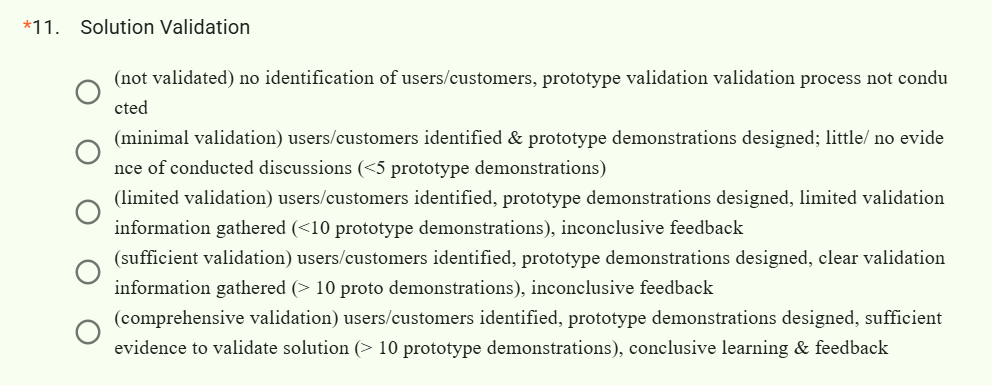 *11. Solution Validation
(not validated) no identification of users/customers, prototype validation validation process not condu
cted
(minimal validation) users/customers identified & prototype demonstrations designed; little/ no evide
nce of conducted discussions (<5 prototype demonstrations)
(limited validation) users/customers identified, prototype demonstrations designed, limited validation
information gathered (<10 prototype demonstrations), inconclusive feedback
(sufficient validation) users/customers identified, prototype demonstrations designed, clear validation
information gathered (> 10 proto demonstrations), inconclusive feedback
(comprehensive validation) users/customers identified, prototype demonstrations designed, sufficient
evidence to validate solution (> 10 prototype demonstrations), conclusive learning & feedback